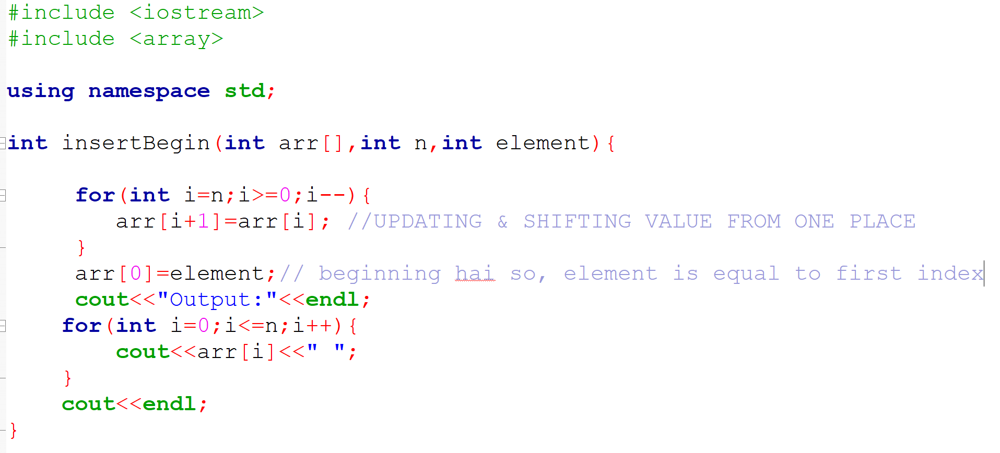 #include <iostream>
#include <array>
using namespace std;
int insertBegin(int arr[],int n,int element){
for(int i=n;i>=0;i--){
arr[i+1]=arr[i]; //UPDATING & SHIFTING VALUE FROM ONE PLACE
}
arr[0]=element;// beginning hai so, element is equal to first index
cout<<"Output:"<<endl;
for(int i=0;i<=n;i++){
cout<<arr[i]<<" ";
}
cout<<endl;
}